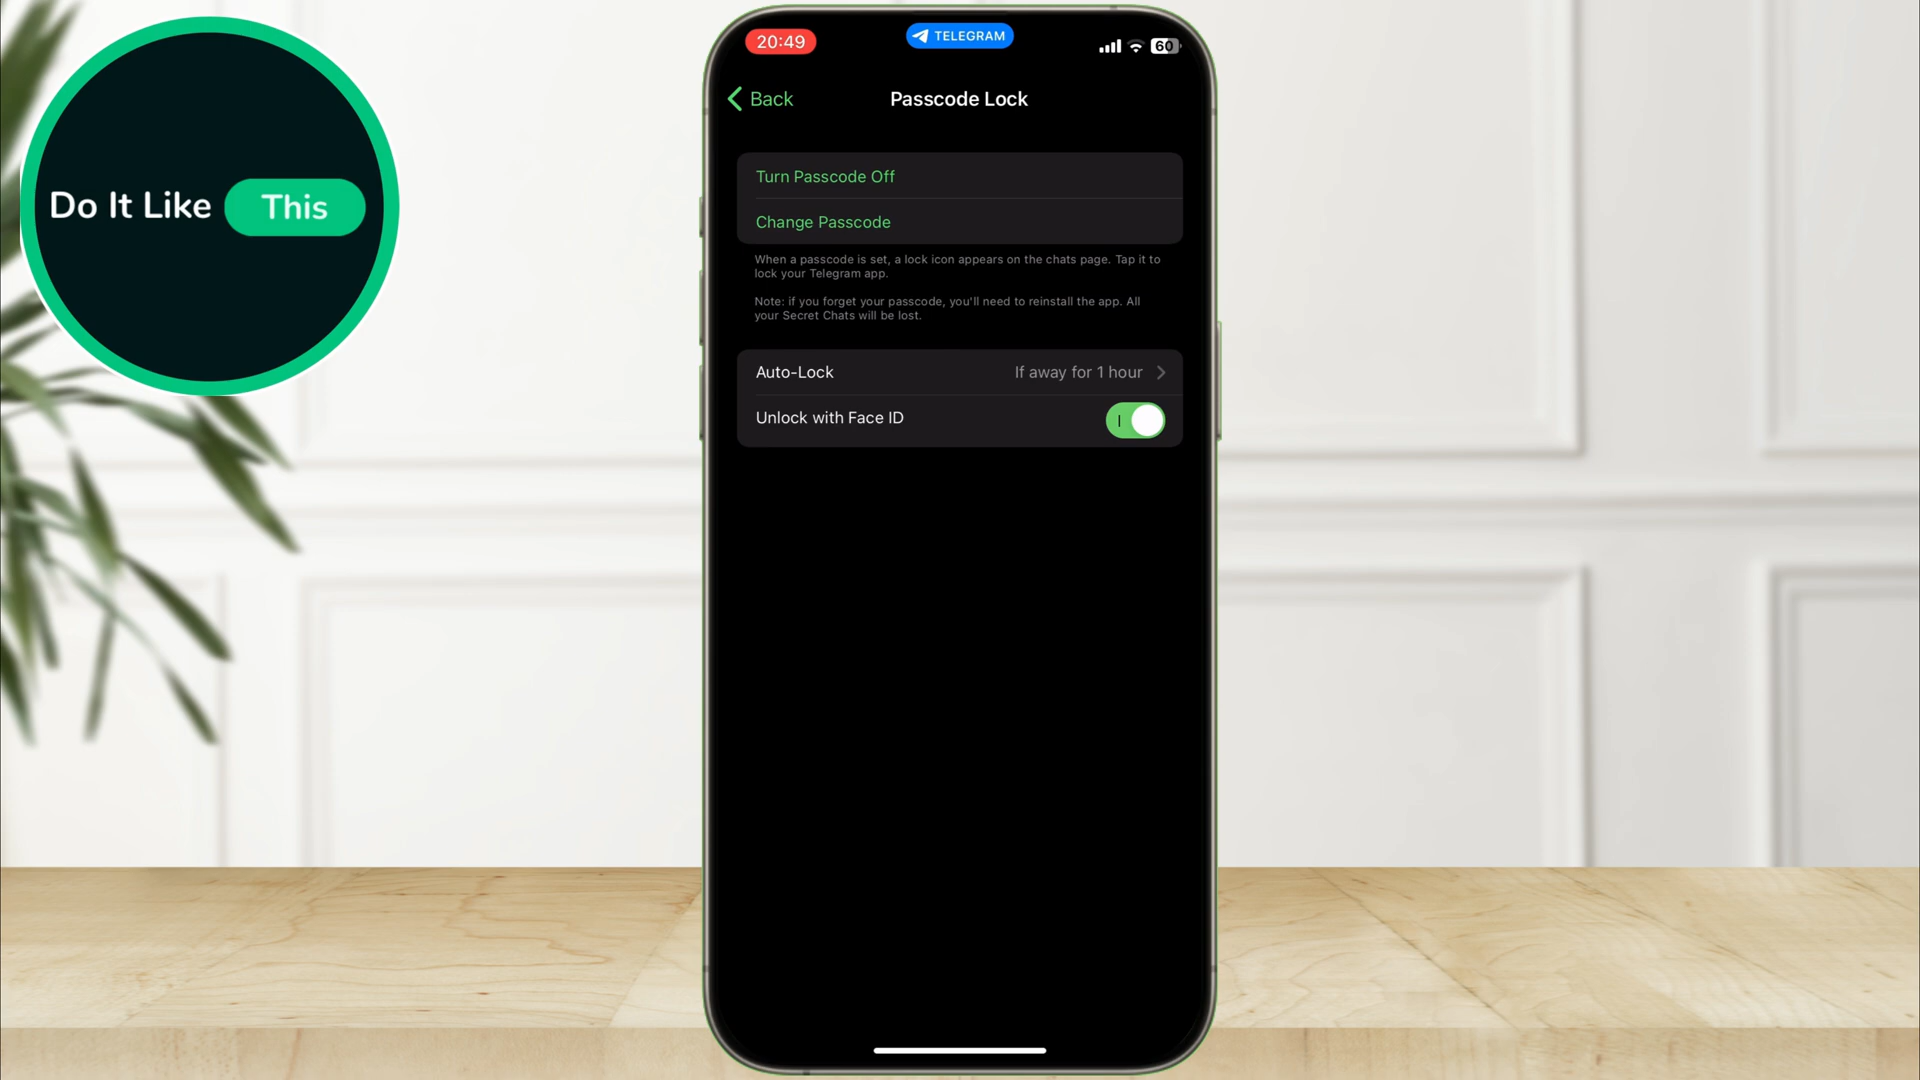 Do It Like This
20:49
TELEGRAM
60
Back
Passcode Lock
Turn Passcode Off
Change Passcode
When a passcode is set, a lock icon appears on the chats page. Tap it to
lock your Telegram app.
Note: if you forget your passcode, you'll need to reinstall the app. All
your Secret Chats will be lost.
Auto-Lock
If away for 1 hour
Unlock with Face ID